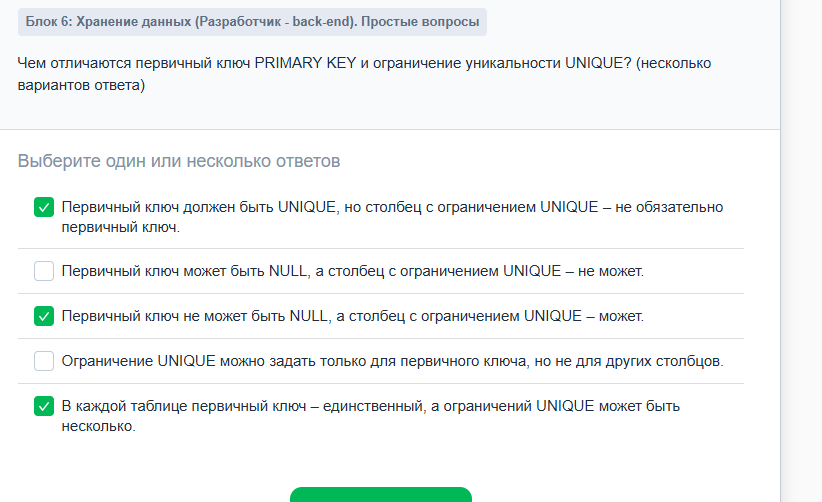 Блок 6: Хранение данных (Разработчик - back-end). Простые вопросы
Чем отличаются первичный ключ PRIMARY KEY и ограничение уникальности UNIQUE? (несколько
вариантов ответа)
Выберите один или несколько ответов
Первичный ключ должен быть UNIQUE, но столбец с ограничением UNIQUE – не обязательно
первичный ключ.
Первичный ключ может быть NULL, а столбец с ограничением UNIQUE – не может.
Первичный ключ не может быть NULL, а столбец с ограничением UNIQUE – может.
Ограничение UNIQUE можно задать только для первичного ключа, но не для других столбцов.
В каждой таблице первичный ключ – единственный, а ограничений UNIQUE может быть
несколько.